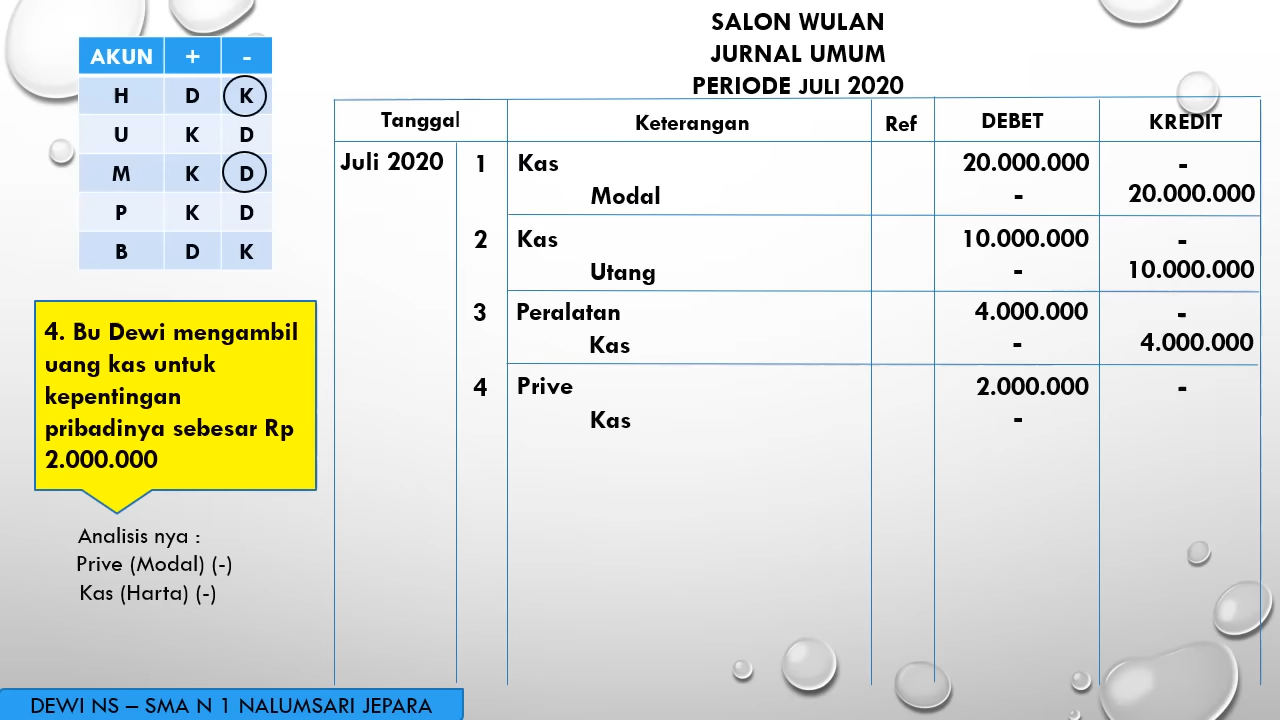 SALON WULAN
JURNAL UMUM
PERIODE JULI 2020
AKUN + -
H D K
U K D
M K D
P K D
B D K
4. Bu Dewi mengambil
uang kas untuk
kepentingan
pribadinya sebesar Rp
2.000.000
Analisis nya :
Prive (Modal) (-)
Kas (Harta) (-)
Tanggal Keterangan Ref DEBET KREDIT
Juli 2020 1 Kas 20.000.000 -
Modal - 20.000.000
2 Kas 10.000.000 -
Utang - 10.000.000
3 Peralatan 4.000.000 -
Kas - 4.000.000
4 Prive 2.000.000 -
Kas -
DEWI NS – SMA N 1 NALUMSARI JEPARA